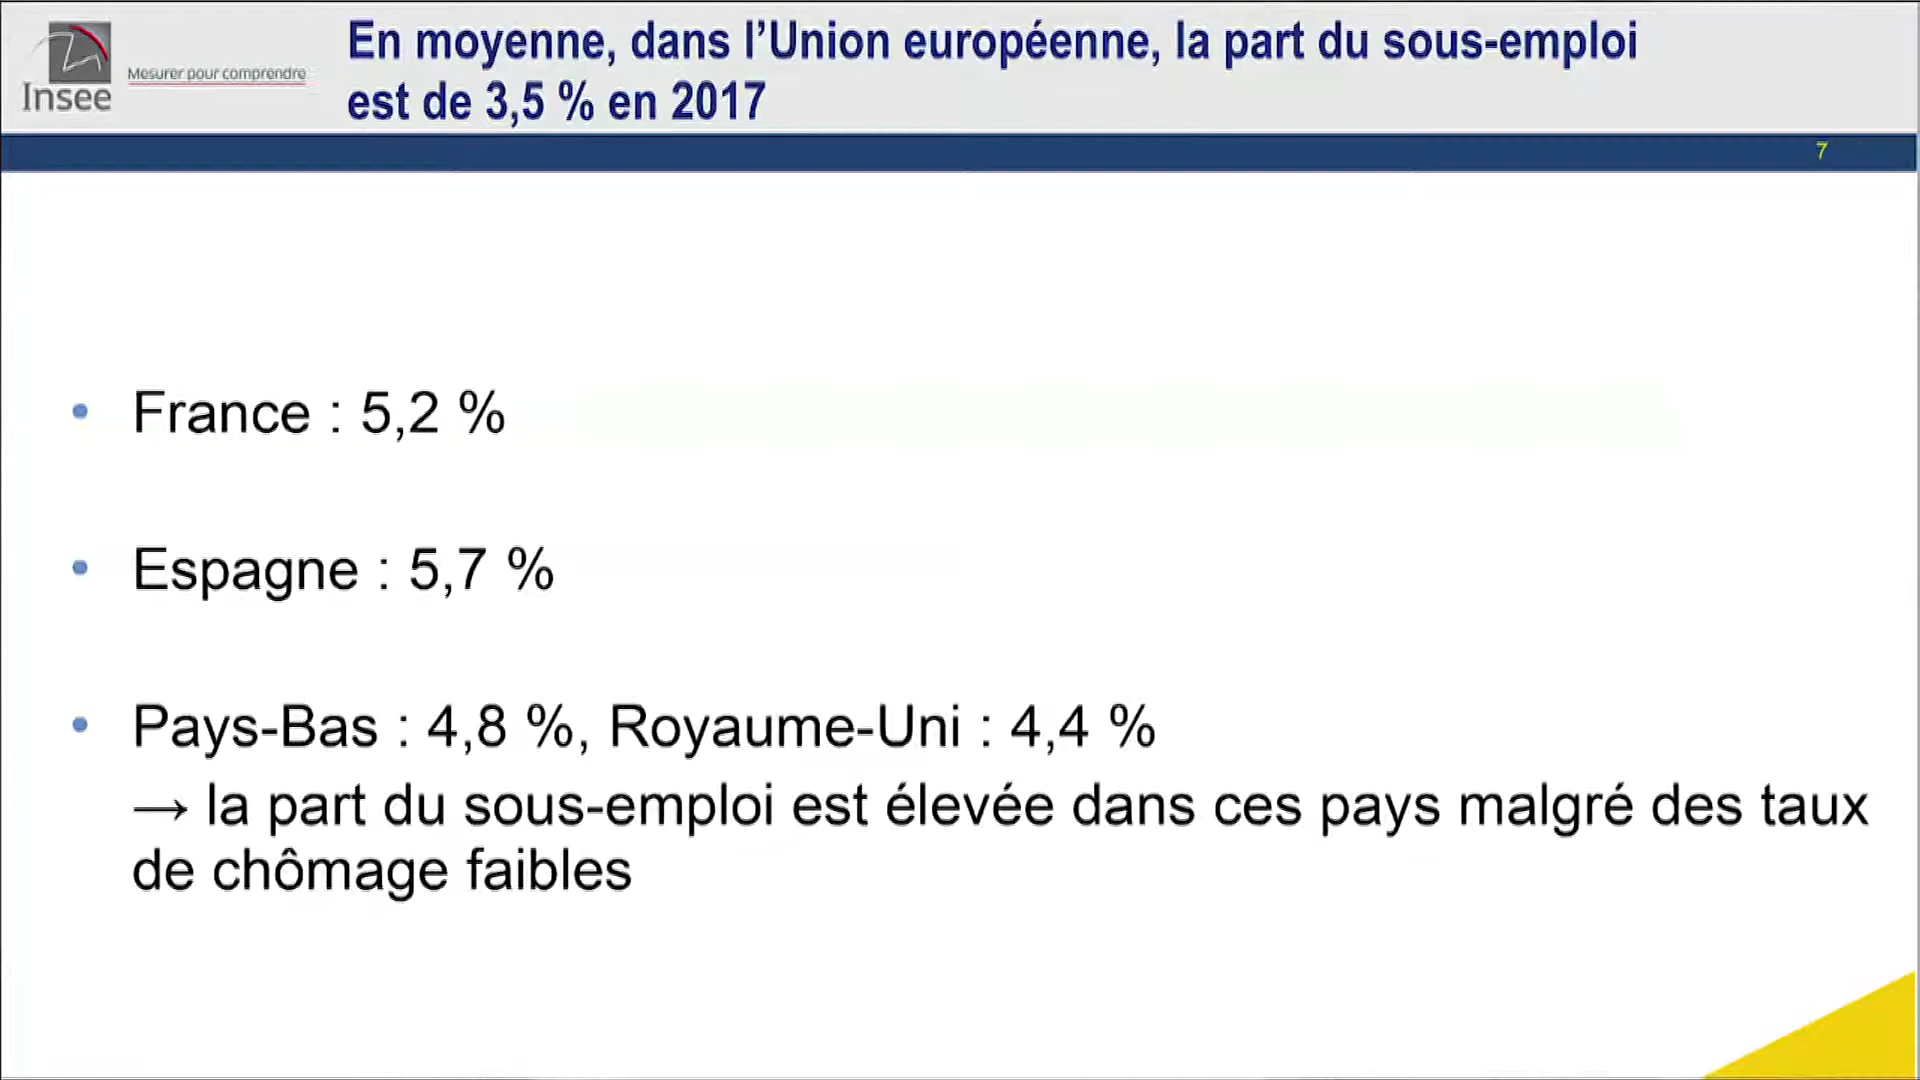 Insee
Mesurer pour comprendre
En moyenne, dans l’Union européenne, la part du sous-emploi
est de 3,5 % en 2017
7
• France : 5,2 %
• Espagne : 5,7 %
• Pays-Bas : 4,8 %, Royaume-Uni : 4,4 %
→ la part du sous-emploi est élevée dans ces pays malgré des taux
de chômage faibles